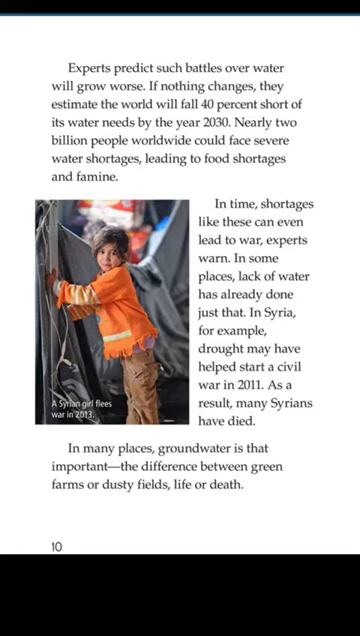 Experts predict such battles over water
will grow worse. If nothing changes, they
estimate the world will fall 40 percent short of
its water needs by the year 2030. Nearly two
billion people worldwide could face severe
water shortages, leading to food shortages
and famine.
In time, shortages
like these can even
lead to war, experts
warn. In some
places, lack of water
has already done
just that. In Syria,
for example,
drought may have
helped start a civil
war in 2011. As a
result, many Syrians
have died.
A Syrian girl flees
war in 2013.
In many places, groundwater is that
important—the difference between green
farms or dusty fields, life or death.
10